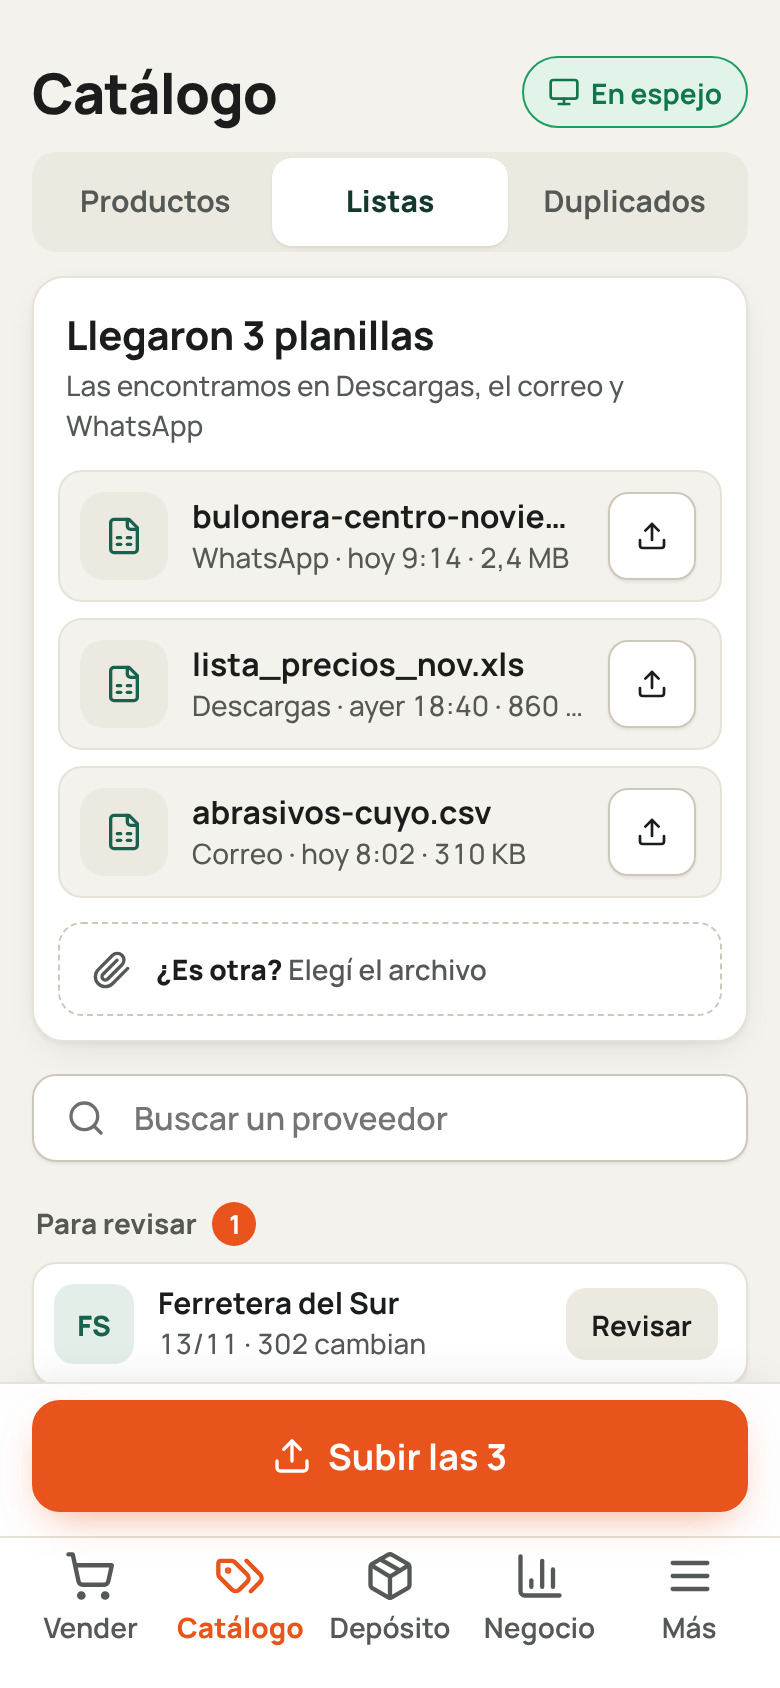 Catálogo
En espejo
Productos
Listas
Duplicados
Llegaron 3 planillas
Las encontramos en Descargas, el correo y
WhatsApp
bulonera-centro-novie…
WhatsApp · hoy 9:14 · 2,4 MB
lista_precios_nov.xls
Descargas · ayer 18:40 · 860 …
abrasivos-cuyo.csv
Correo · hoy 8:02 · 310 KB
¿Es otra? Elegí el archivo
Buscar un proveedor
Para revisar 1
FS
Ferretera del Sur
13/11 · 302 cambian
Revisar
Subir las 3
Vender
Catálogo
Depósito
Negocio
Más